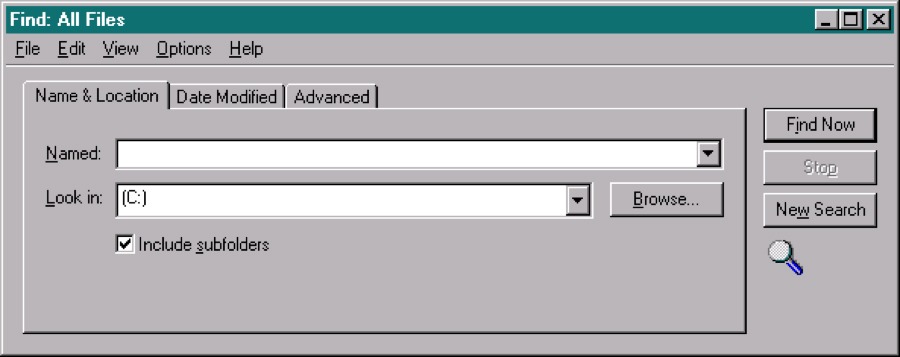 Find: All Files
File Edit View Options Help
Name & Location Date Modified Advanced
Named:
Look in: (C:) Browse...
Include subfolders
Find Now
Stop
New Search